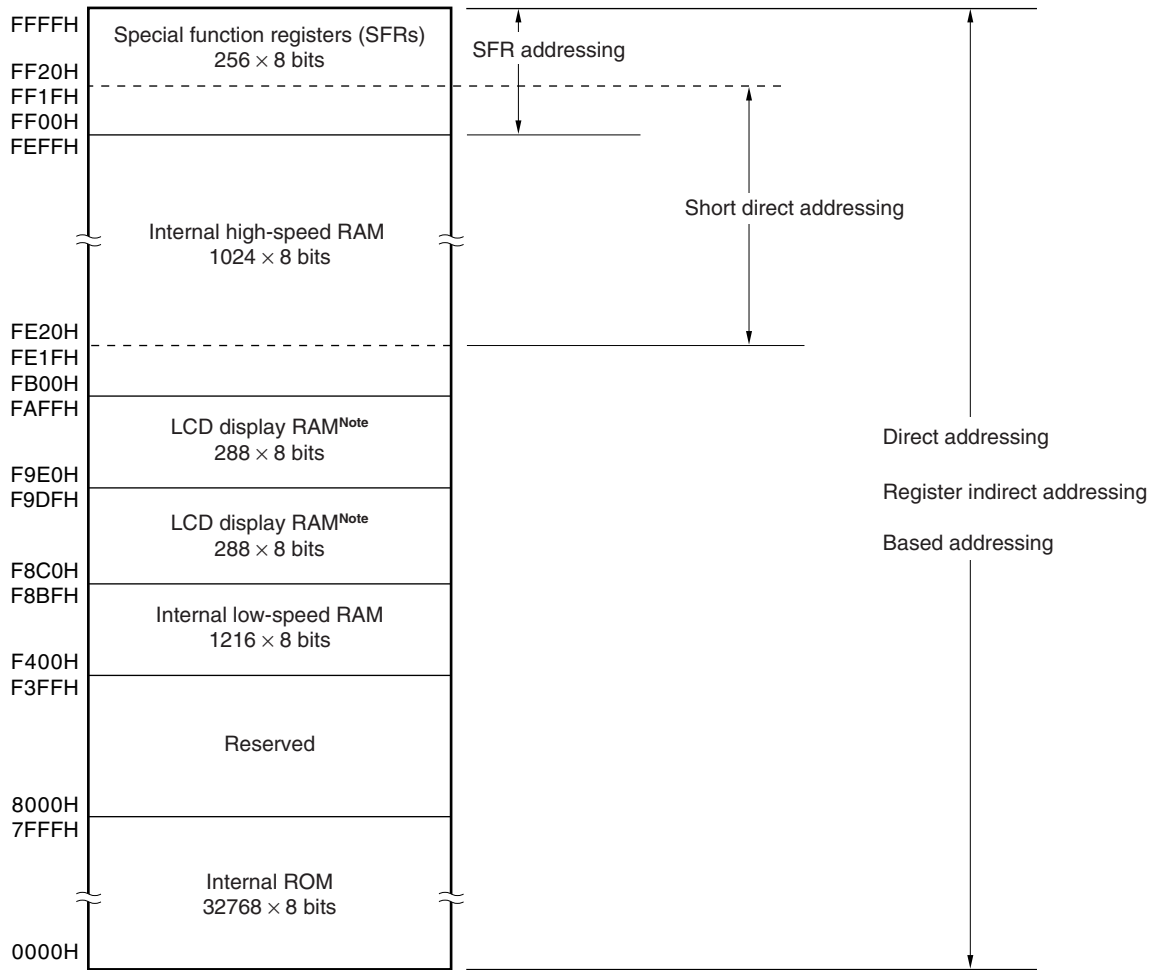 FFFFH
Special function registers (SFRs)
256 × 8 bits
SFR addressing
FF20H
FF1FH
FF00H
FEFFH
Short direct addressing
Internal high-speed RAM
1024 × 8 bits
FE20H
FE1FH
FB00H
FAFFH
LCD display RAMNote
288 × 8 bits
Direct addressing
Register indirect addressing
Based addressing
F9E0H
F9DFH
LCD display RAMNote
288 × 8 bits
F8C0H
F8BFH
Internal low-speed RAM
1216 × 8 bits
F400H
F3FFH
Reserved
8000H
7FFFH
Internal ROM
32768 × 8 bits
0000H